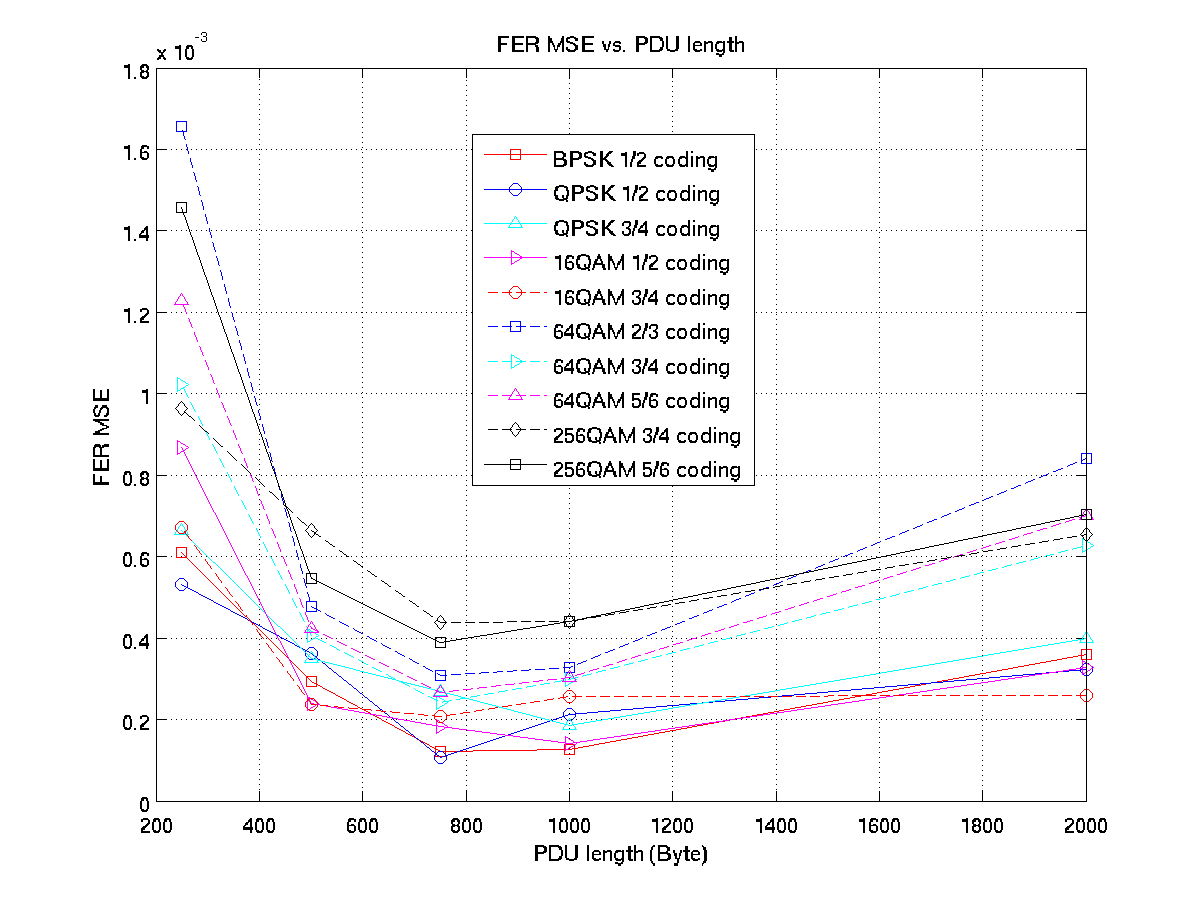 FER MSE vs. PDU length
x 10^-3
1.8
1.6
1.4
1.2
1
0.8
0.6
0.4
0.2
0
FER MSE
BPSK 1/2 coding
QPSK 1/2 coding
QPSK 3/4 coding
16QAM 1/2 coding
16QAM 3/4 coding
64QAM 2/3 coding
64QAM 3/4 coding
64QAM 5/6 coding
256QAM 3/4 coding
256QAM 5/6 coding
200 400 600 800 1000 1200 1400 1600 1800 2000
PDU length (Byte)